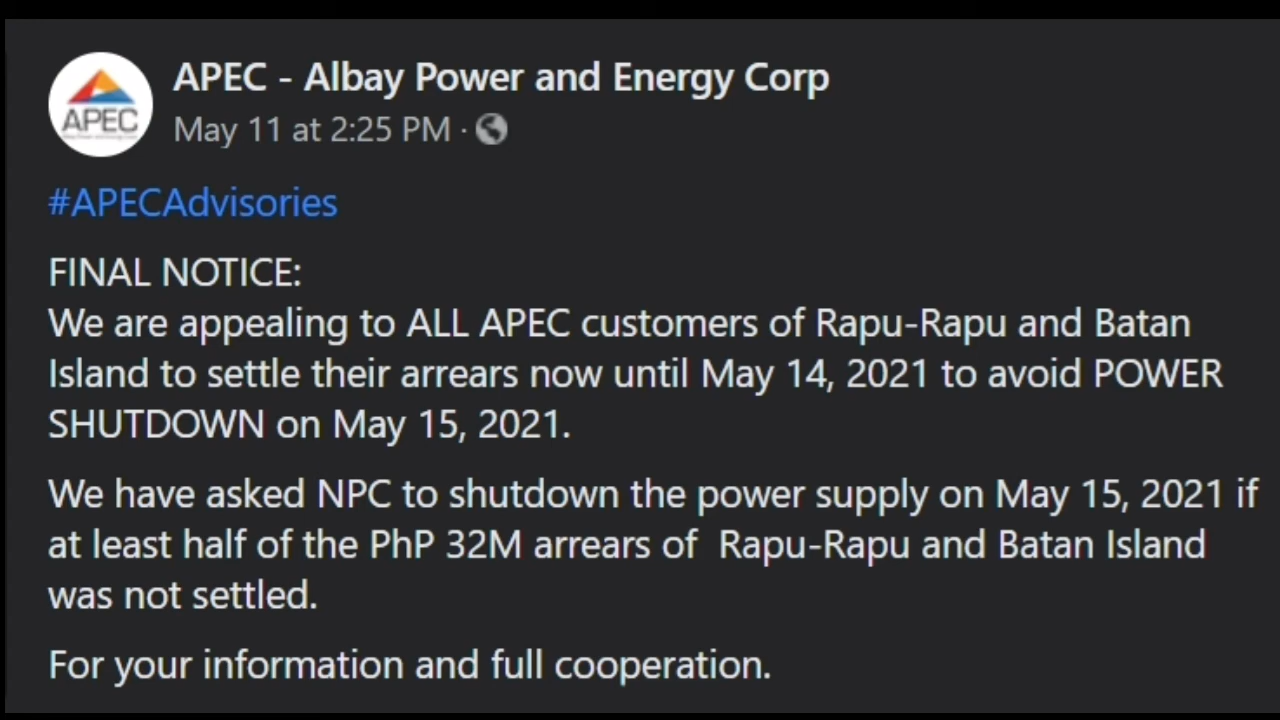 APEC - Albay Power and Energy Corp
May 11 at 2:25 PM ·
APEC
#APECAdvisories
FINAL NOTICE:
We are appealing to ALL APEC customers of Rapu-Rapu and Batan
Island to settle their arrears now until May 14, 2021 to avoid POWER
SHUTDOWN on May 15, 2021.
We have asked NPC to shutdown the power supply on May 15, 2021 if
at least half of the PhP 32M arrears of Rapu-Rapu and Batan Island
was not settled.
For your information and full cooperation.